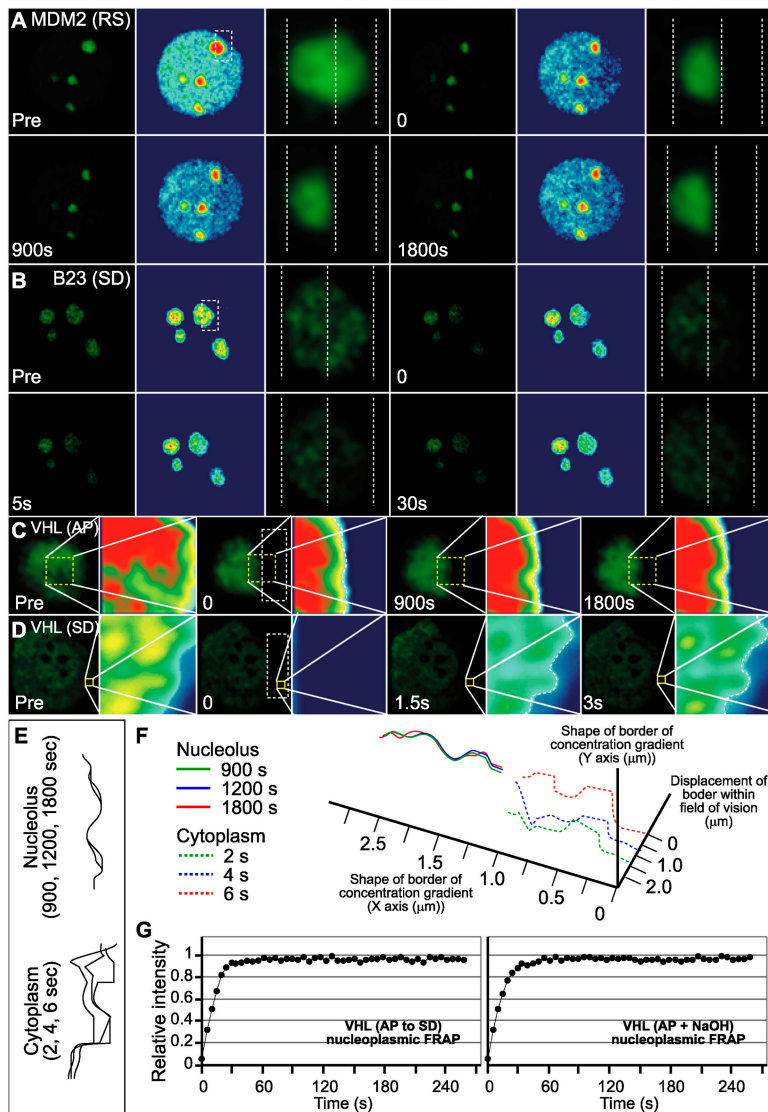 A MDM2 (RS)
Pre
0
900s
1800s
B B23 (SD)
Pre
0
5s
30s
C VHL (AP)
Pre
0
900s
1800s
D VHL (SD)
Pre
0
1.5s
3s
E
Nucleolus
(900, 1200, 1800 sec)
Cytoplasm
(2, 4, 6 sec)
F
Nucleolus
900 s
1200 s
1800 s
Cytoplasm
2 s
4 s
6 s
Shape of border of
concentration gradient
(Y axis (μm))
Displacement of
boder within
field of vision
(μm)
0
1.0
2.0
2.5
1.5
1.0
0.5
0
Shape of border of
concentration gradient
(X axis (μm))
G
Relative intensity
1
0.8
0.6
0.4
0.2
0
VHL (AP to SD)
nucleoplasmic FRAP
0 60 120 180 240
Time (s)
VHL (AP + NaOH)
nucleoplasmic FRAP
0 60 120 180 240
Time (s)